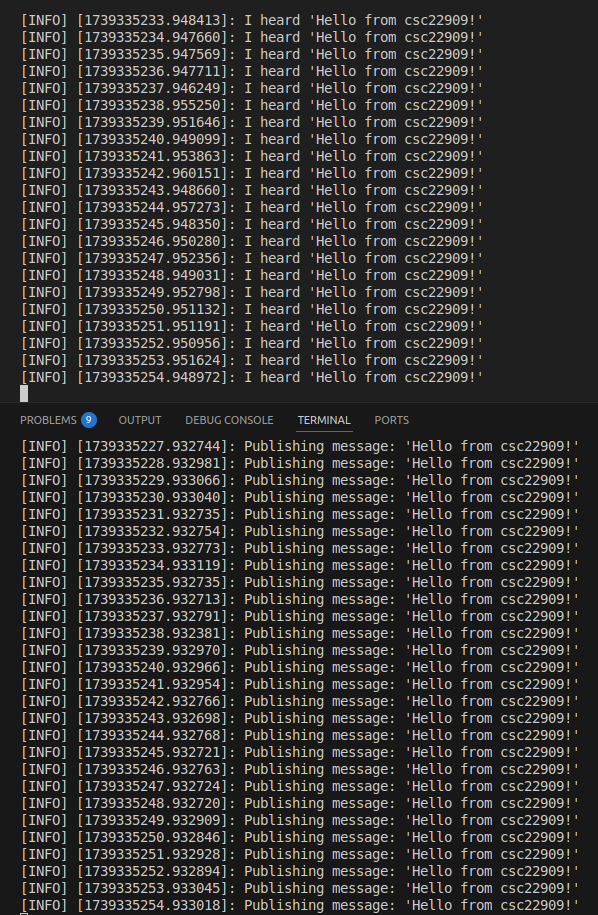 [INFO] [1739335233.948413]: I heard 'Hello from csc22909!'
[INFO] [1739335234.947660]: I heard 'Hello from csc22909!'
[INFO] [1739335235.947569]: I heard 'Hello from csc22909!'
[INFO] [1739335236.947711]: I heard 'Hello from csc22909!'
[INFO] [1739335237.946249]: I heard 'Hello from csc22909!'
[INFO] [1739335238.955250]: I heard 'Hello from csc22909!'
[INFO] [1739335239.951646]: I heard 'Hello from csc22909!'
[INFO] [1739335240.949099]: I heard 'Hello from csc22909!'
[INFO] [1739335241.953863]: I heard 'Hello from csc22909!'
[INFO] [1739335242.960151]: I heard 'Hello from csc22909!'
[INFO] [1739335243.948660]: I heard 'Hello from csc22909!'
[INFO] [1739335244.957273]: I heard 'Hello from csc22909!'
[INFO] [1739335245.948350]: I heard 'Hello from csc22909!'
[INFO] [1739335246.950280]: I heard 'Hello from csc22909!'
[INFO] [1739335247.952356]: I heard 'Hello from csc22909!'
[INFO] [1739335248.949031]: I heard 'Hello from csc22909!'
[INFO] [1739335249.952798]: I heard 'Hello from csc22909!'
[INFO] [1739335250.951132]: I heard 'Hello from csc22909!'
[INFO] [1739335251.951191]: I heard 'Hello from csc22909!'
[INFO] [1739335252.950956]: I heard 'Hello from csc22909!'
[INFO] [1739335253.951624]: I heard 'Hello from csc22909!'
[INFO] [1739335254.948972]: I heard 'Hello from csc22909!'
PROBLEMS 9 OUTPUT DEBUG CONSOLE TERMINAL PORTS
[INFO] [1739335227.932744]: Publishing message: 'Hello from csc22909!'
[INFO] [1739335228.932981]: Publishing message: 'Hello from csc22909!'
[INFO] [1739335229.933066]: Publishing message: 'Hello from csc22909!'
[INFO] [1739335230.933040]: Publishing message: 'Hello from csc22909!'
[INFO] [1739335231.932735]: Publishing message: 'Hello from csc22909!'
[INFO] [1739335232.932754]: Publishing message: 'Hello from csc22909!'
[INFO] [1739335233.932773]: Publishing message: 'Hello from csc22909!'
[INFO] [1739335234.933119]: Publishing message: 'Hello from csc22909!'
[INFO] [1739335235.932735]: Publishing message: 'Hello from csc22909!'
[INFO] [1739335236.932713]: Publishing message: 'Hello from csc22909!'
[INFO] [1739335237.932791]: Publishing message: 'Hello from csc22909!'
[INFO] [1739335238.932381]: Publishing message: 'Hello from csc22909!'
[INFO] [1739335239.932970]: Publishing message: 'Hello from csc22909!'
[INFO] [1739335240.932966]: Publishing message: 'Hello from csc22909!'
[INFO] [1739335241.932954]: Publishing message: 'Hello from csc22909!'
[INFO] [1739335242.932766]: Publishing message: 'Hello from csc22909!'
[INFO] [1739335243.932698]: Publishing message: 'Hello from csc22909!'
[INFO] [1739335244.932768]: Publishing message: 'Hello from csc22909!'
[INFO] [1739335245.932721]: Publishing message: 'Hello from csc22909!'
[INFO] [1739335246.932763]: Publishing message: 'Hello from csc22909!'
[INFO] [1739335247.932724]: Publishing message: 'Hello from csc22909!'
[INFO] [1739335248.932720]: Publishing message: 'Hello from csc22909!'
[INFO] [1739335249.932909]: Publishing message: 'Hello from csc22909!'
[INFO] [1739335250.932846]: Publishing message: 'Hello from csc22909!'
[INFO] [1739335251.932928]: Publishing message: 'Hello from csc22909!'
[INFO] [1739335252.932894]: Publishing message: 'Hello from csc22909!'
[INFO] [1739335253.933045]: Publishing message: 'Hello from csc22909!'
[INFO] [1739335254.933018]: Publishing message: 'Hello from csc22909!'